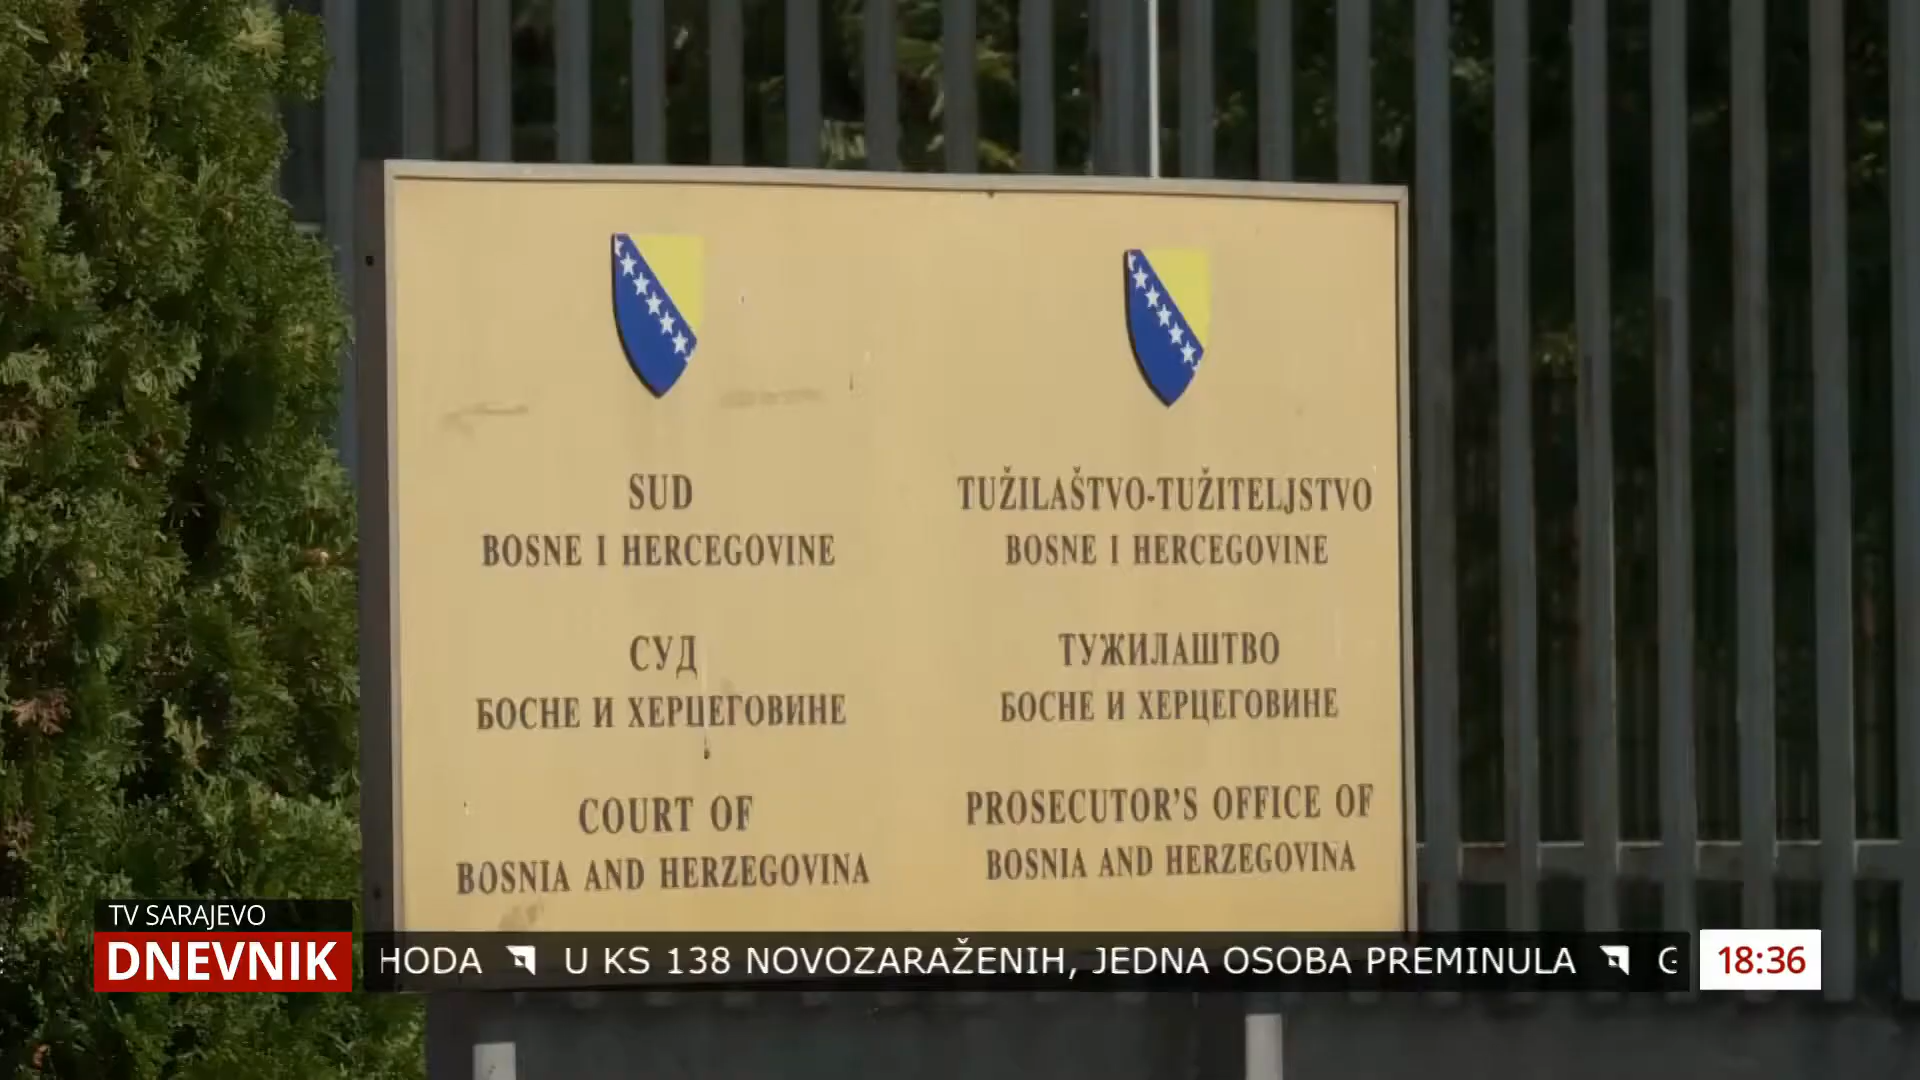 SUD
BOSNE I HERCEGOVINE
СУД
БОСНЕ И ХЕРЦЕГОВИНЕ
COURT OF
BOSNIA AND HERZEGOVINA
TUŽILAŠTVO-TUŽITELJSTVO
BOSNE I HERCEGOVINE
ТУЖИЛАШТВО
БОСНЕ И ХЕРЦЕГОВИНЕ
PROSECUTOR'S OFFICE OF
BOSNIA AND HERZEGOVINA
TV SARAJEVO
DNEVNIK
HODA U KS 138 NOVOZARAŽENIH, JEDNA OSOBA PREMINULA
18:36